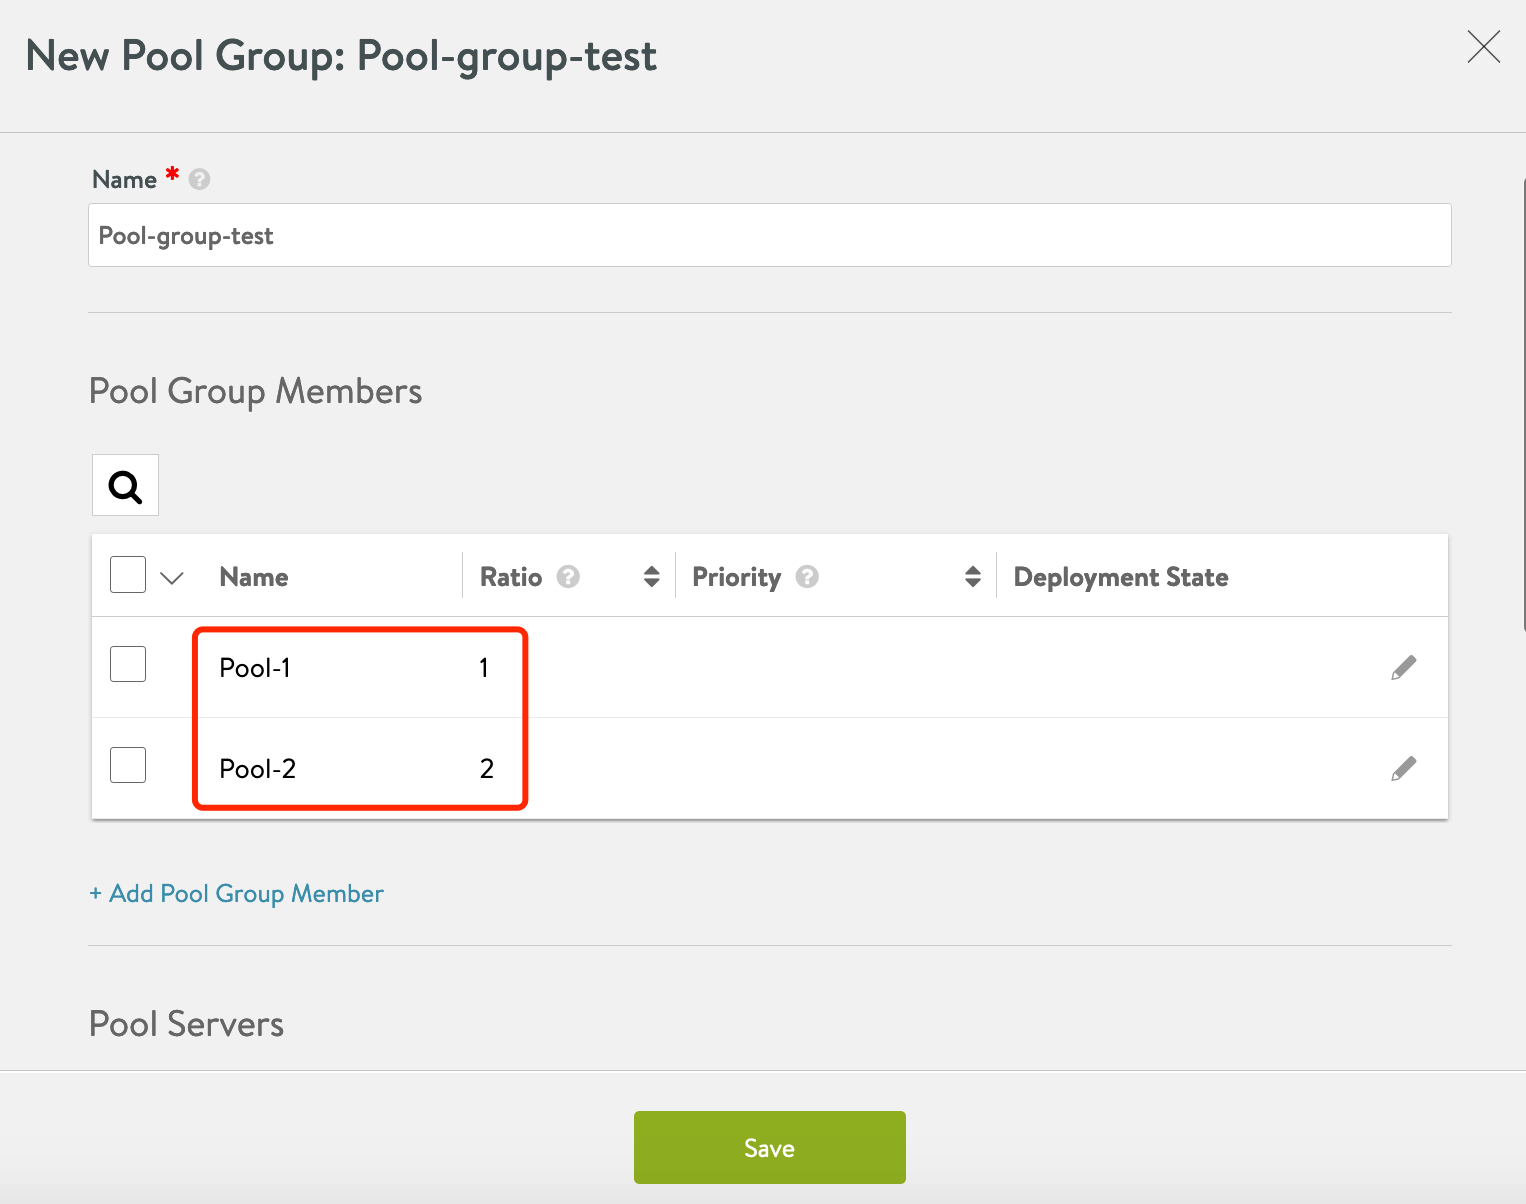 New Pool Group: Pool-group-test
Name * ?
Pool-group-test
Pool Group Members
Name Ratio ? Priority ? Deployment State
Pool-1 1
Pool-2 2
+ Add Pool Group Member
Pool Servers
Save